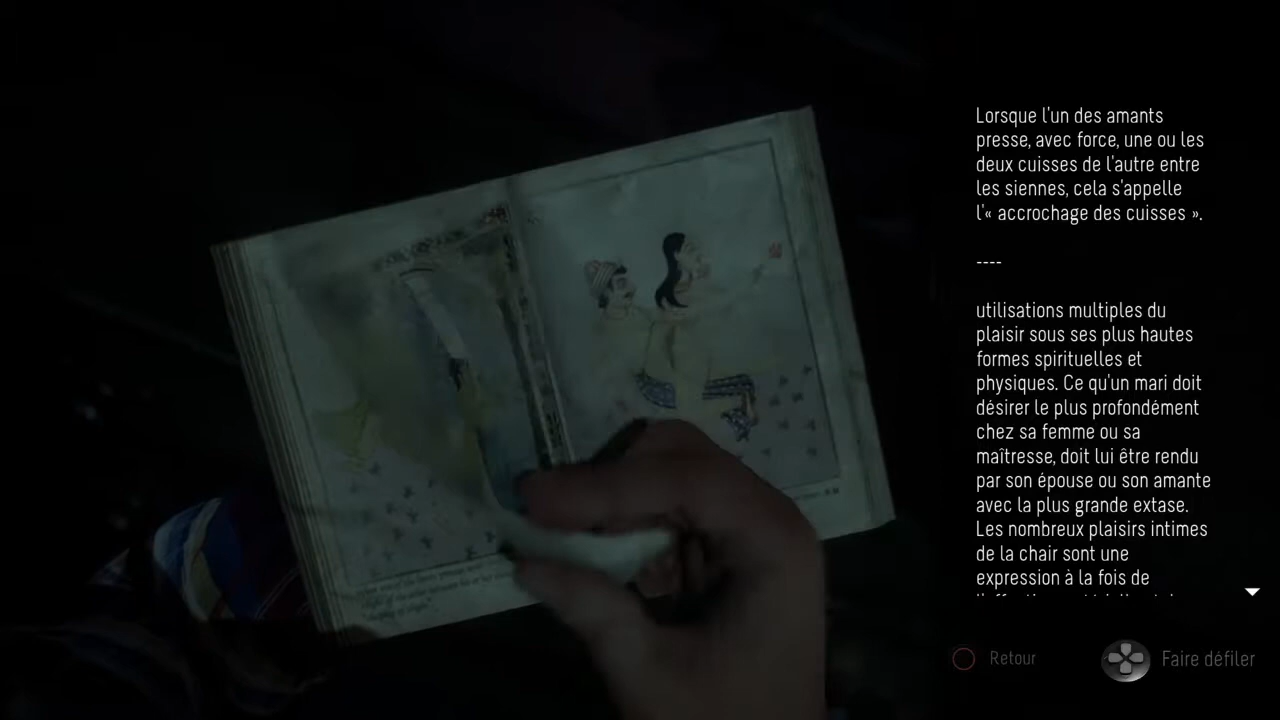 Lorsque l'un des amants
presse, avec force, une ou les
deux cuisses de l'autre entre
les siennes, cela s'appelle
l'« accrochage des cuisses ».
----
utilisations multiples du
plaisir sous ses plus hautes
formes spirituelles et
physiques. Ce qu'un mari doit
désirer le plus profondément
chez sa femme ou sa
maîtresse, doit lui être rendu
par son épouse ou son amante
avec la plus grande extase.
Les nombreux plaisirs intimes
de la chair sont une
expression à la fois de
Retour
Faire défiler